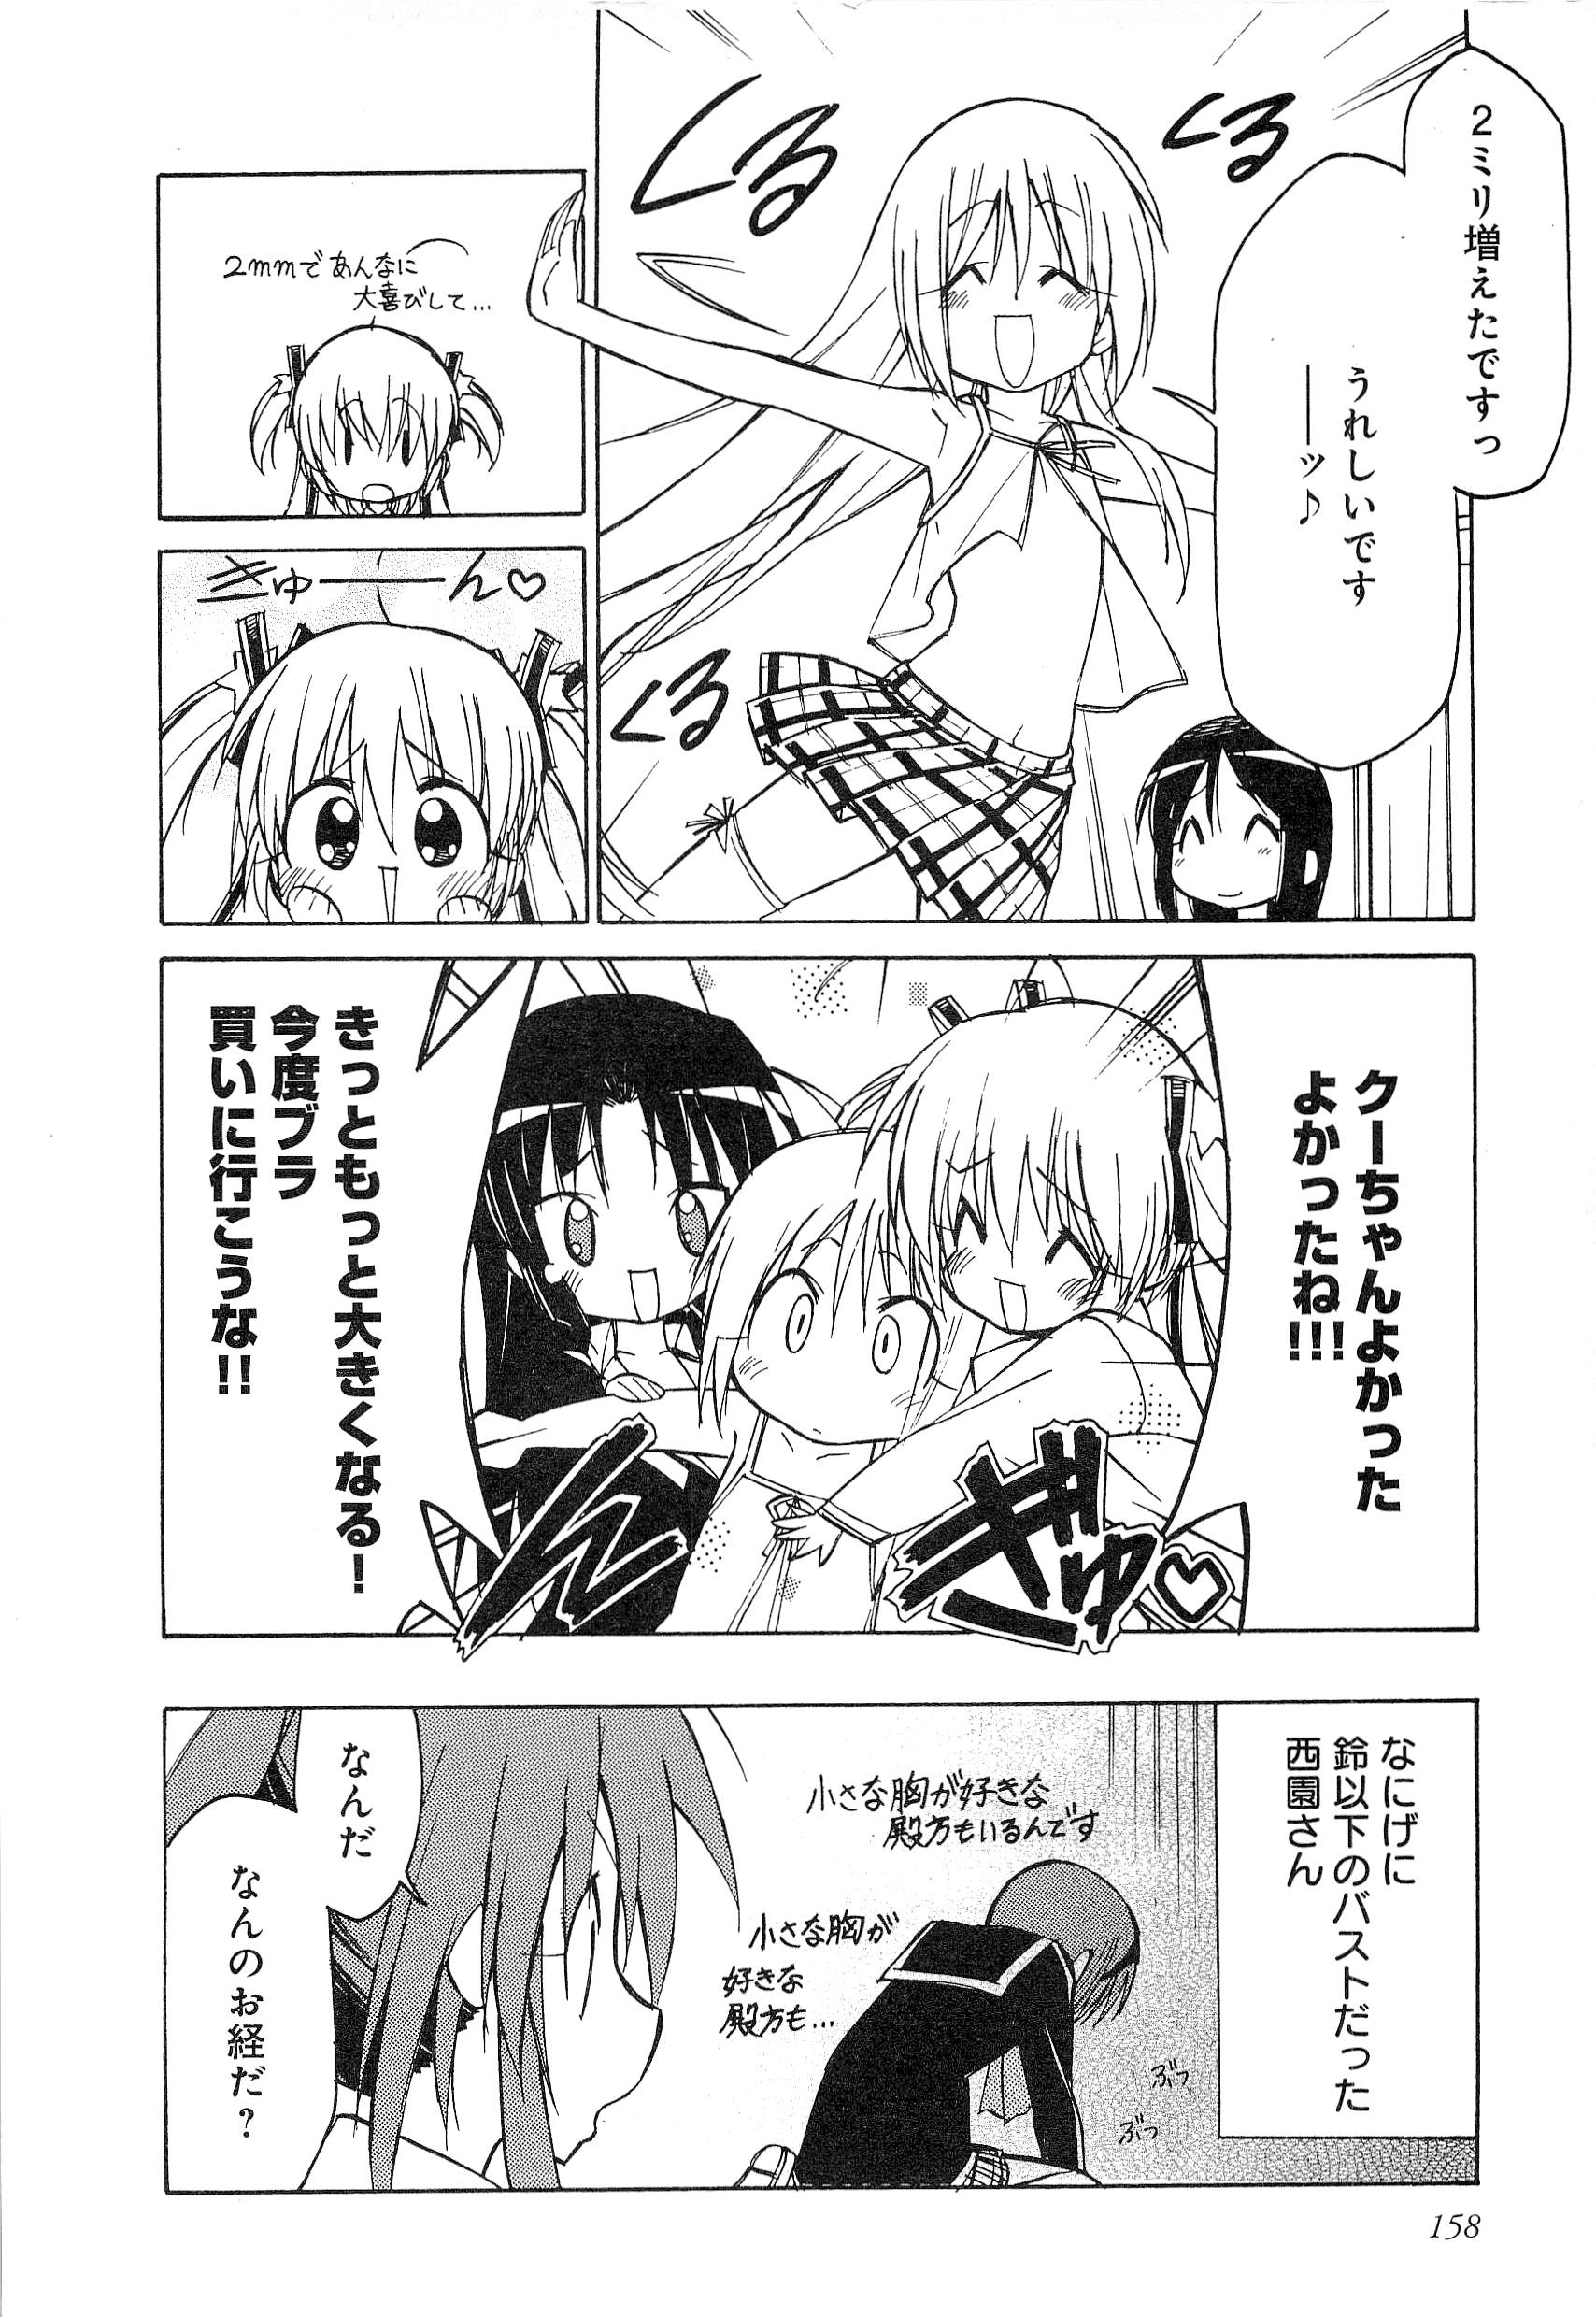 2ミリ増えたですっ
うれしいです
――ッ♪
くる
くる
くる
2mmであんなに
大喜びして…
きゅーーん♡
クーちゃんよかった
よかったね!!!
きっともっと大きくなる！
今度ブラ
買いに行こうな!!
ぎゅ
ん
♡
なにげに
鈴以下のバストだった
西園さん
小さな胸が好きな
殿方もいるんです
小さな胸が
好きな
殿方も…
ぶつ
ぶつ
なんだ
なんのお経だ？
158